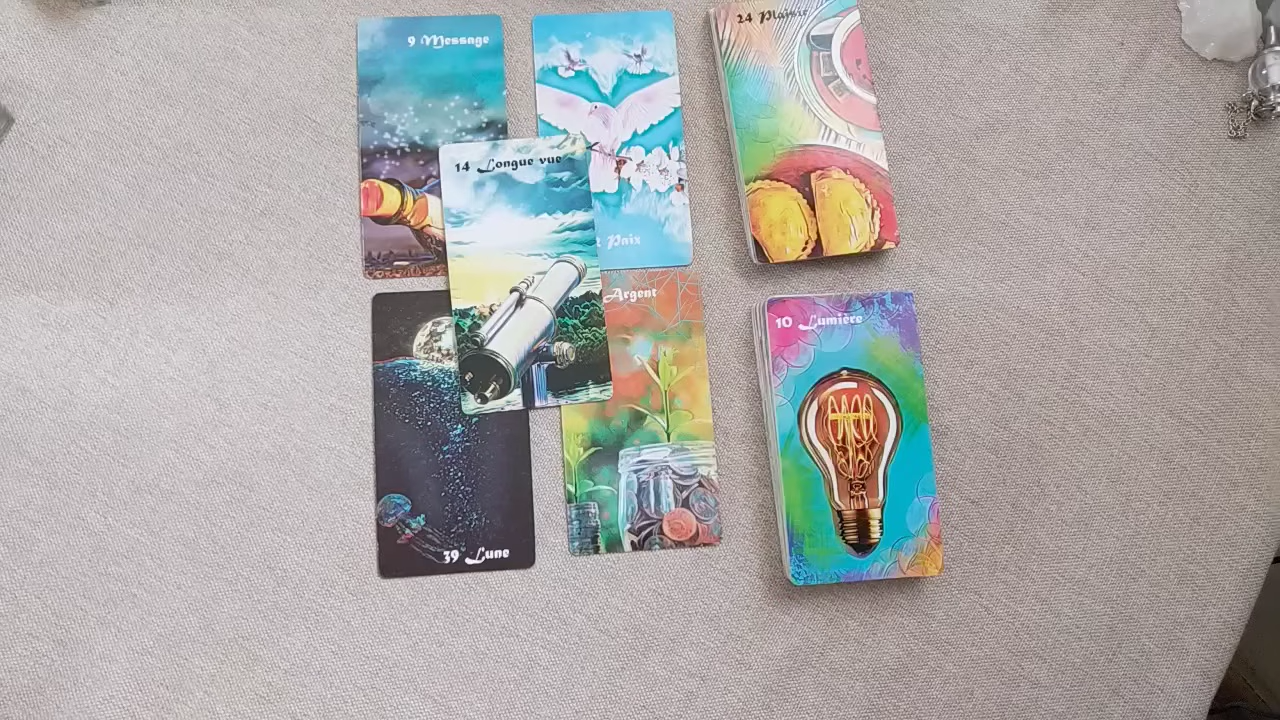 9 Message
24 Plaisir
14 Longue vue
Paix
Argent
10 Lumière
39 Lune